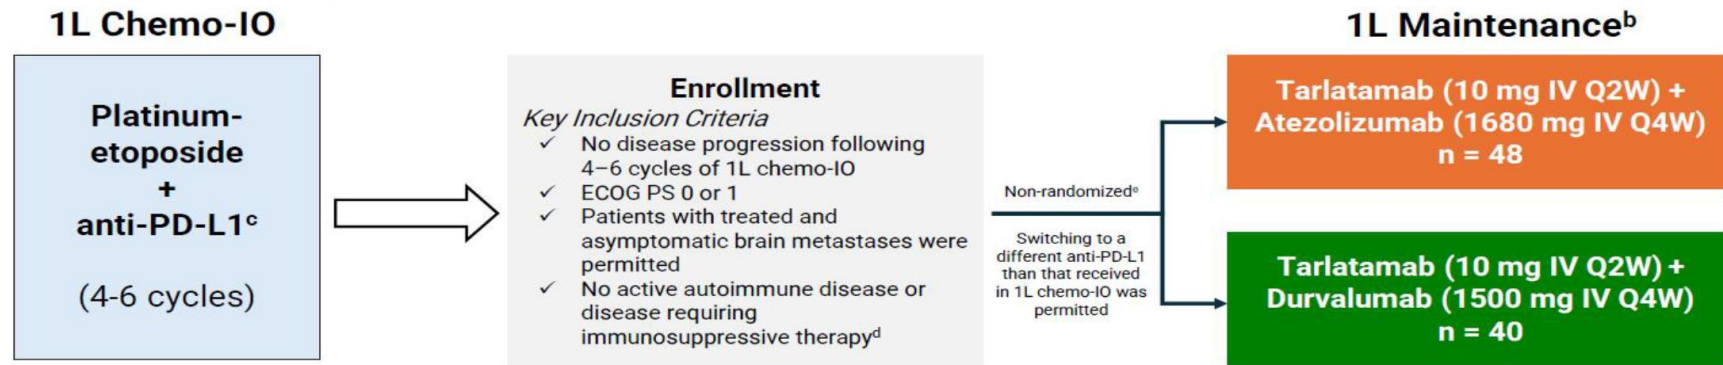 1L Chemo-IO
Platinum-
etoposide
+
anti-PD-L1ᶜ
(4-6 cycles)
Enrollment
Key Inclusion Criteria
✓ No disease progression following
4–6 cycles of 1L chemo-IO
✓ ECOG PS 0 or 1
✓ Patients with treated and
asymptomatic brain metastases were
permitted
✓ No active autoimmune disease or
disease requiring
immunosuppressive therapyᵈ
Non-randomizedᵉ
Switching to a
different anti-PD-L1
than that received
in 1L chemo-IO was
permitted
1L Maintenanceᵇ
Tarlatamab (10 mg IV Q2W) +
Atezolizumab (1680 mg IV Q4W)
n = 48
Tarlatamab (10 mg IV Q2W) +
Durvalumab (1500 mg IV Q4W)
n = 40